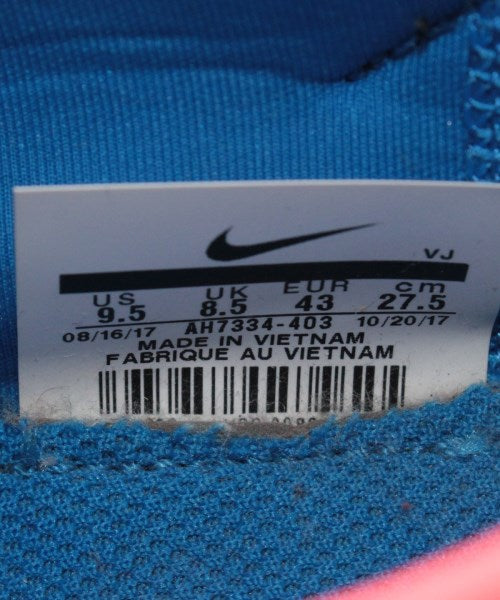 VJ
US UK EUR cm
9.5 8.5 43 27.5
08/16/17 AH7334-403 10/20/17
MADE IN VIETNAM
FABRIQUE AU VIETNAM